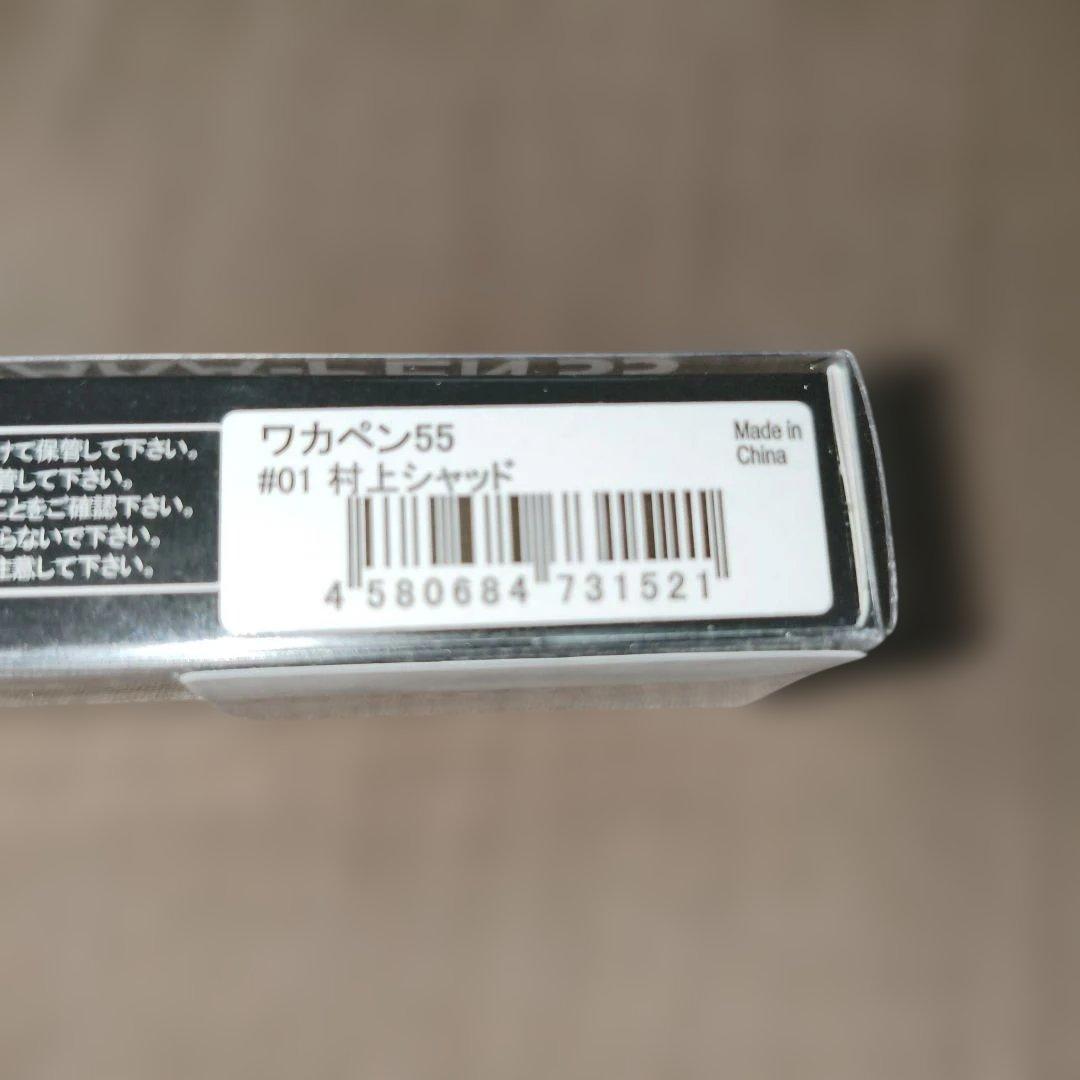 ワカペン55
#01 村上シャッド
Made in
China
4 580684 731521
けて保管して下さい。
管して下さい。
ことをご確認下さい。
らないで下さい。
注意して下さい。